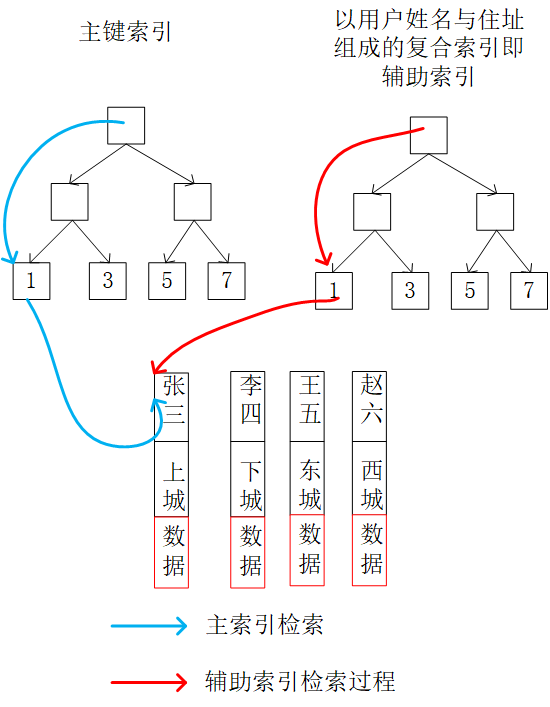 主键索引
以用户姓名与住址
组成的复合索引即
辅助索引
1
3
5
7
1
3
5
7
张三
李四
王五
赵六
上城
下城
东城
西城
数据
数据
数据
数据
主索引检索
辅助索引检索过程